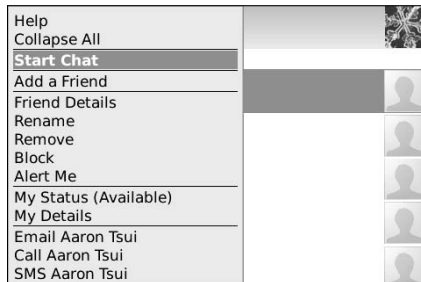 Help
Collapse All
Start Chat
Add a Friend
Friend Details
Rename
Remove
Block
Alert Me
My Status (Available)
My Details
Email Aaron Tsui
Call Aaron Tsui
SMS Aaron Tsui